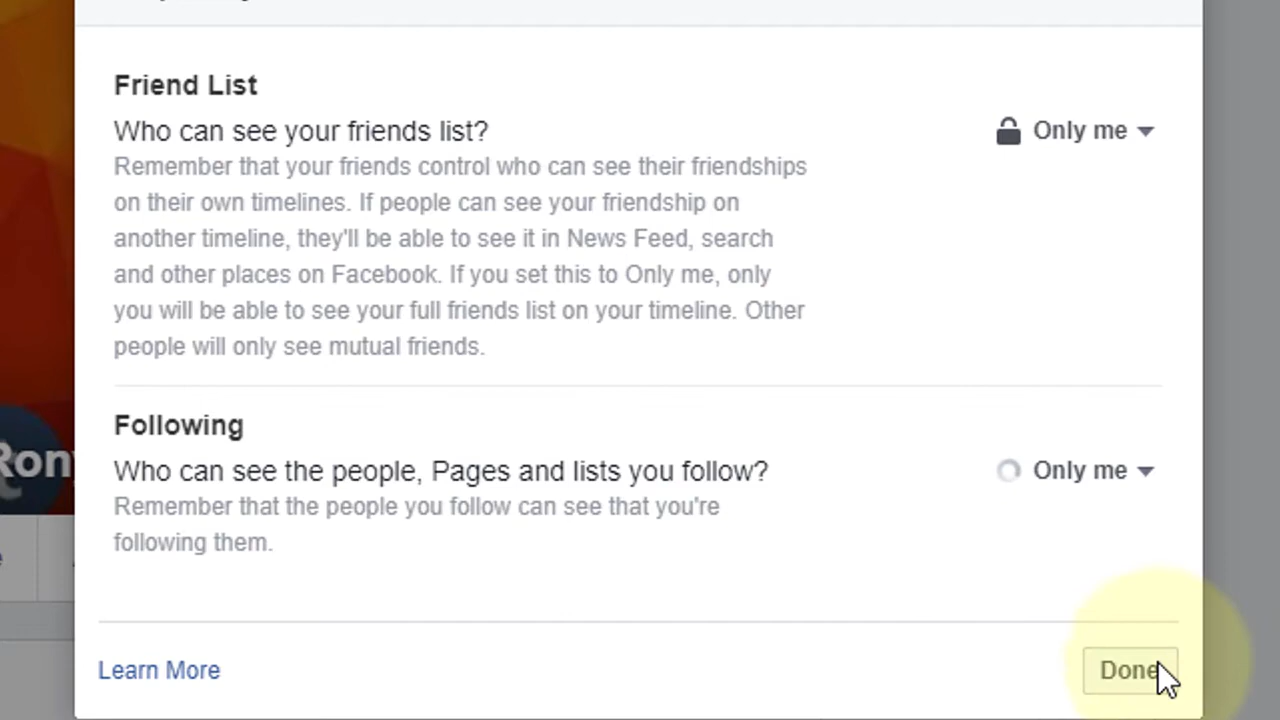 Friend List
Who can see your friends list?
Only me
Remember that your friends control who can see their friendships
on their own timelines. If people can see your friendship on
another timeline, they'll be able to see it in News Feed, search
and other places on Facebook. If you set this to Only me, only
you will be able to see your full friends list on your timeline. Other
people will only see mutual friends.
Following
Who can see the people, Pages and lists you follow?
Only me
Remember that the people you follow can see that you're
following them.
Ron
Learn More
Done